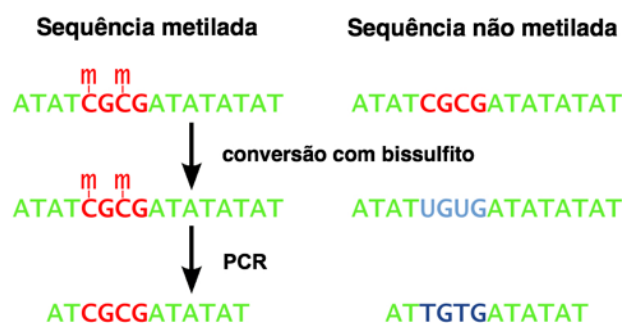 Sequência metilada Sequência não metilada
m m
ATATCGCGATATATAT ATATCGCGATATATAT
conversão com bissulfito
m m
ATATCGCGATATATAT ATATUGUGATATATAT
PCR
ATCGCGATATAT ATTGTGATATAT